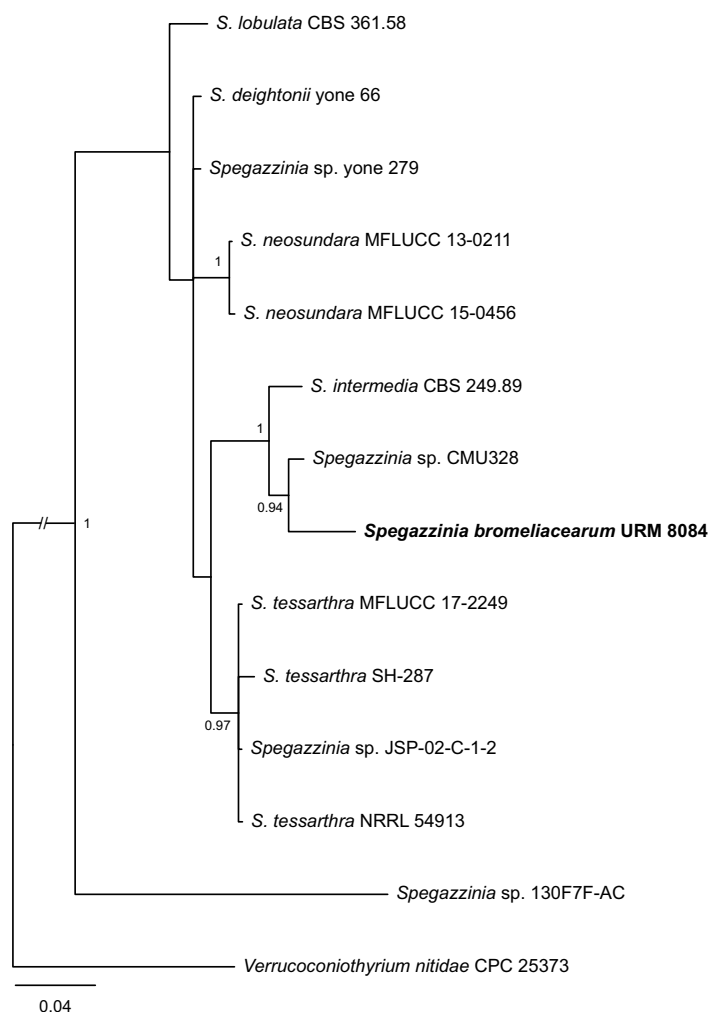 S. lobulata CBS 361.58
S. deightonii yone 66
Spegazzinia sp. yone 279
S. neosundara MFLUCC 13-0211
1
S. neosundara MFLUCC 15-0456
S. intermedia CBS 249.89
1
Spegazzinia sp. CMU328
0.94
Spegazzinia bromeliacearum URM 8084
1
S. tessarthra MFLUCC 17-2249
S. tessarthra SH-287
0.97
Spegazzinia sp. JSP-02-C-1-2
S. tessarthra NRRL 54913
Spegazzinia sp. 130F7F-AC
Verrucoconiothyrium nitidae CPC 25373
0.04